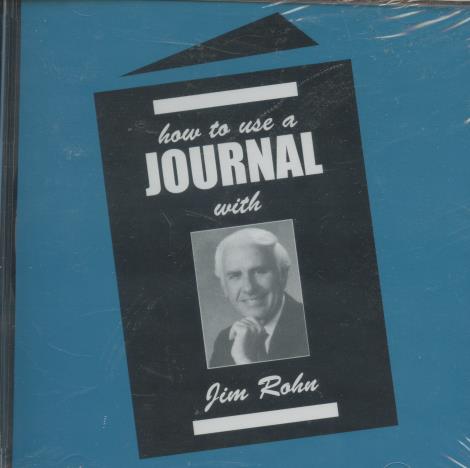 how to use a
JOURNAL
with
Jim Rohn